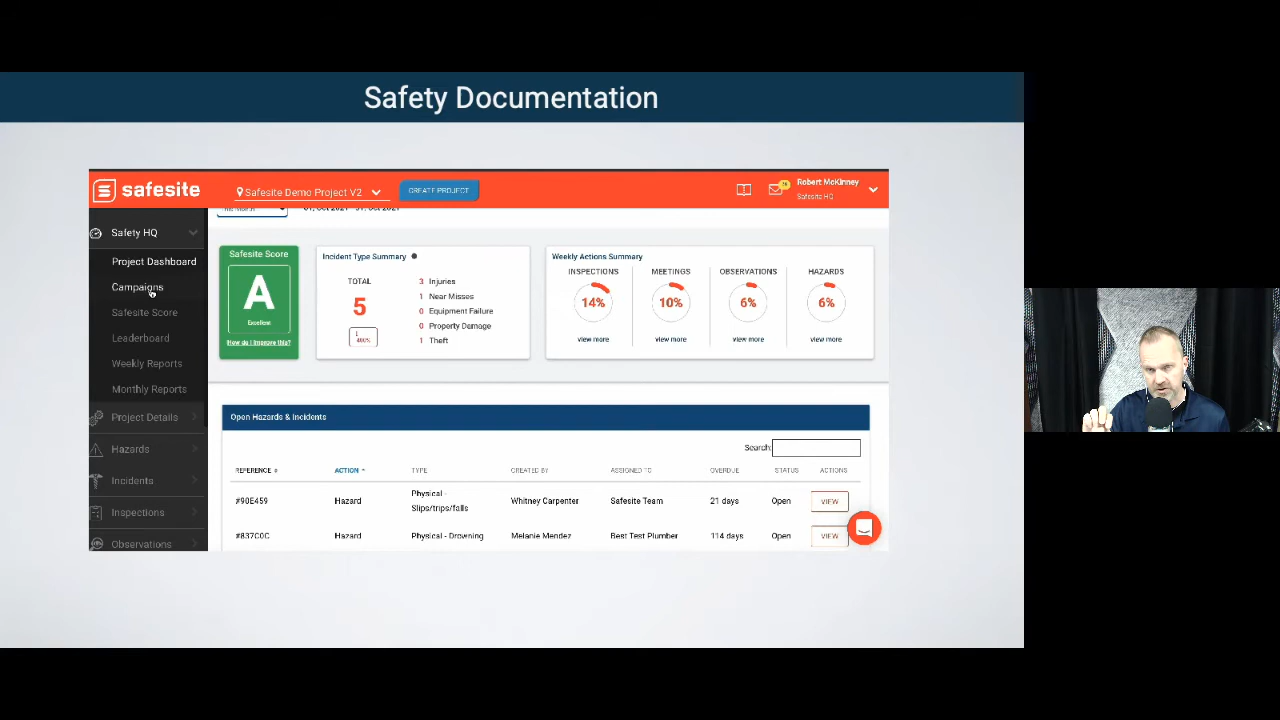 Safety Documentation
safesite
Safesite Demo Project V2
CREATE PROJECT
Robert McKinney
Safesite HQ
Safety HQ
Project Dashboard
Campaigns
Safesite Score
Leaderboard
Weekly Reports
Monthly Reports
Project Details
Hazards
Incidents
Inspections
Observations
Safesite Score
A
Excellent
How do I improve this?
Incident Type Summary
TOTAL
5
3 Injuries
1 Near Misses
0 Equipment Failure
0 Property Damage
1 Theft
Weekly Actions Summary
INSPECTIONS MEETINGS OBSERVATIONS HAZARDS
14% 10% 6% 6%
view more view more view more view more
Open Hazards & Incidents
Search:
REFERENCE ACTION TYPE CREATED BY ASSIGNED TO OVERDUE STATUS ACTIONS
#90E459 Hazard Physical - Slips/trips/falls Whitney Carpenter Safesite Team 21 days Open VIEW
#837C0C Hazard Physical - Drowning Melanie Mendez Best Test Plumber 114 days Open VIEW